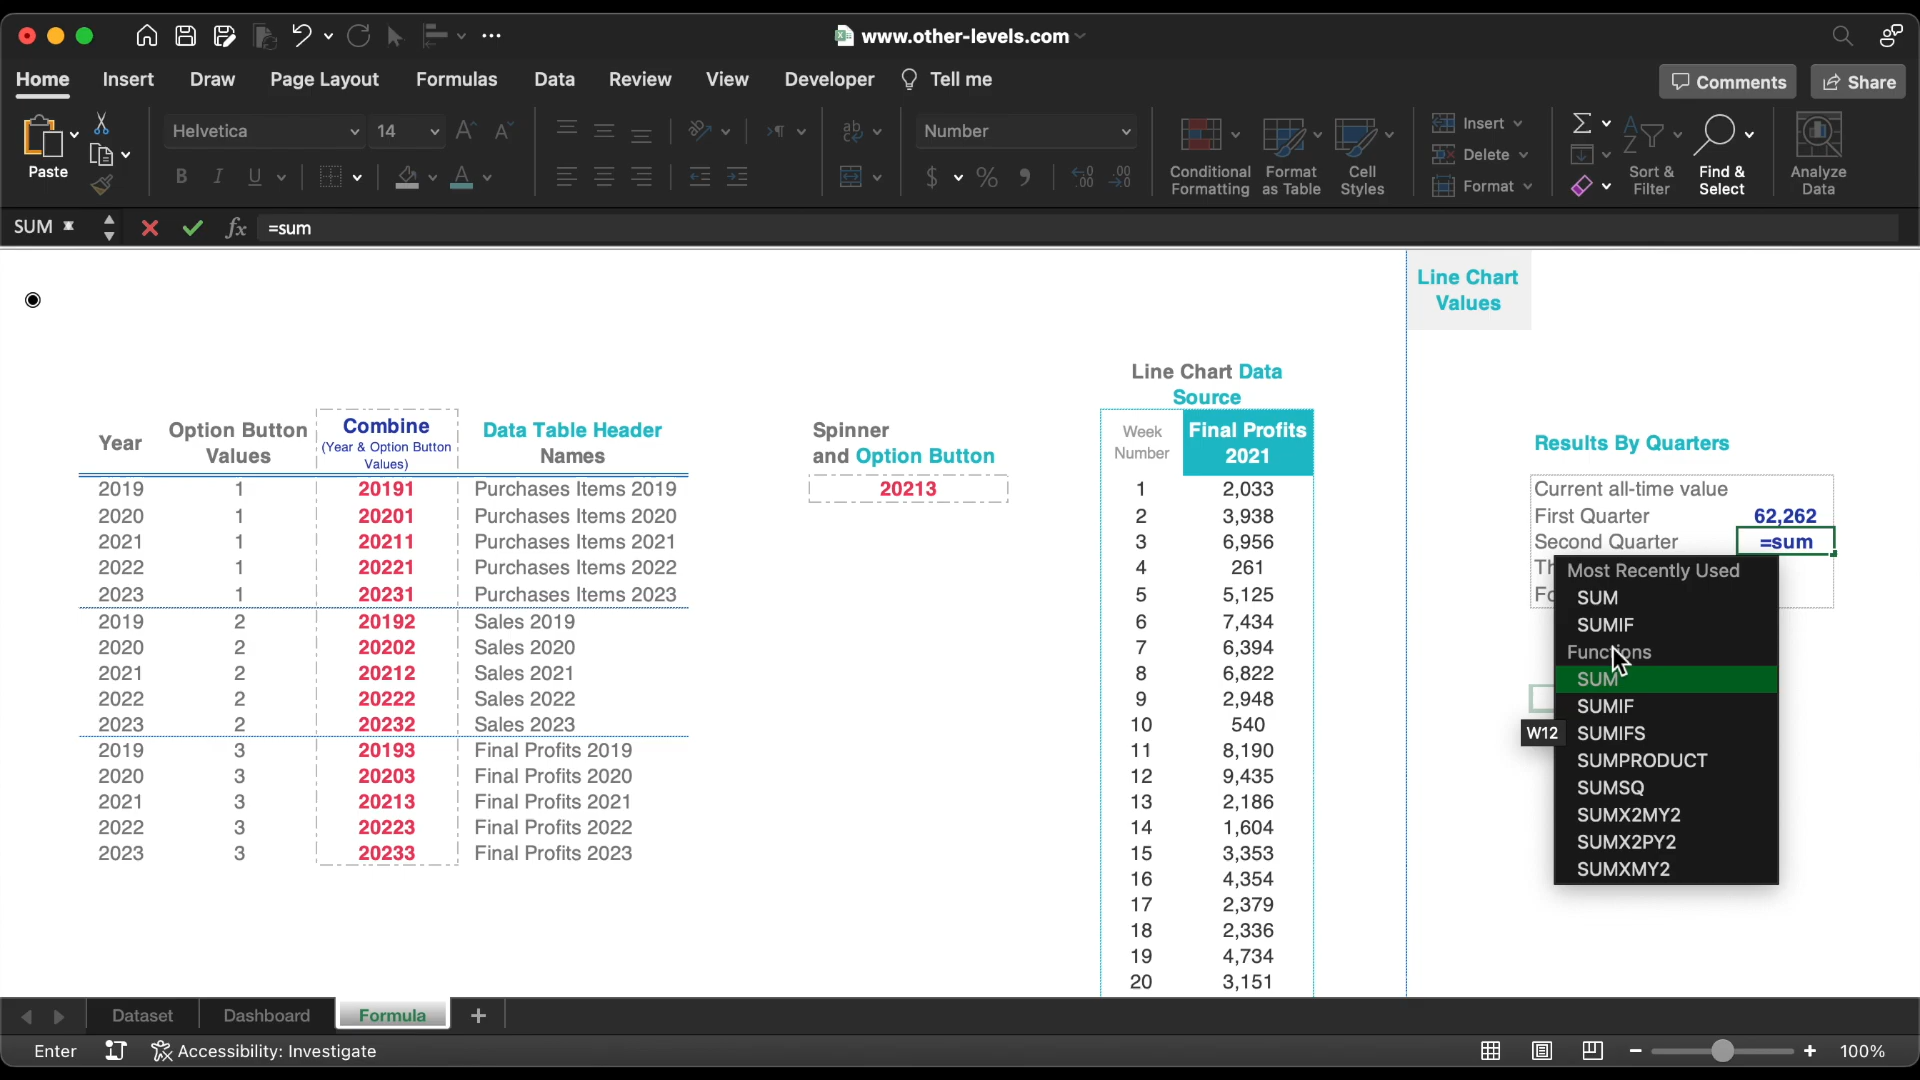 www.other-levels.com
Home Insert Draw Page Layout Formulas Data Review View Developer Tell me Comments Share
Paste
Helvetica 14
B I U
ab
Number
$ % 
Conditional Formatting
Format as Table
Cell Styles
Insert
Delete
Format
Sort & Filter
Find & Select
Analyze Data
SUM fx =sum
Line Chart
Values
Line Chart Data
Source
Year
Option Button
Values
Combine
(Year & Option Button
Values)
Data Table Header
Names
Spinner
and Option Button
Week
Number
Final Profits
2021
Results By Quarters
2019 1 20191 Purchases Items 2019
2020 1 20201 Purchases Items 2020
2021 1 20211 Purchases Items 2021
2022 1 20221 Purchases Items 2022
2023 1 20231 Purchases Items 2023
2019 2 20192 Sales 2019
2020 2 20202 Sales 2020
2021 2 20212 Sales 2021
2022 2 20222 Sales 2022
2023 2 20232 Sales 2023
2019 3 20193 Final Profits 2019
2020 3 20203 Final Profits 2020
2021 3 20213 Final Profits 2021
2022 3 20223 Final Profits 2022
2023 3 20233 Final Profits 2023
20213
1 2,033
2 3,938
3 6,956
4 261
5 5,125
6 7,434
7 6,394
8 6,822
9 2,948
10 540
11 8,190
12 9,435
13 2,186
14 1,604
15 3,353
16 4,354
17 2,379
18 2,336
19 4,734
20 3,151
Current all-time value
First Quarter 62,262
Second Quarter =sum
Th
Fo
Most Recently Used
SUM
SUMIF
Functions
SUM
SUMIF
W12
SUMIFS
SUMPRODUCT
SUMSQ
SUMX2MY2
SUMX2PY2
SUMXMY2
Dataset Dashboard Formula +
Enter Accessibility: Investigate 100%